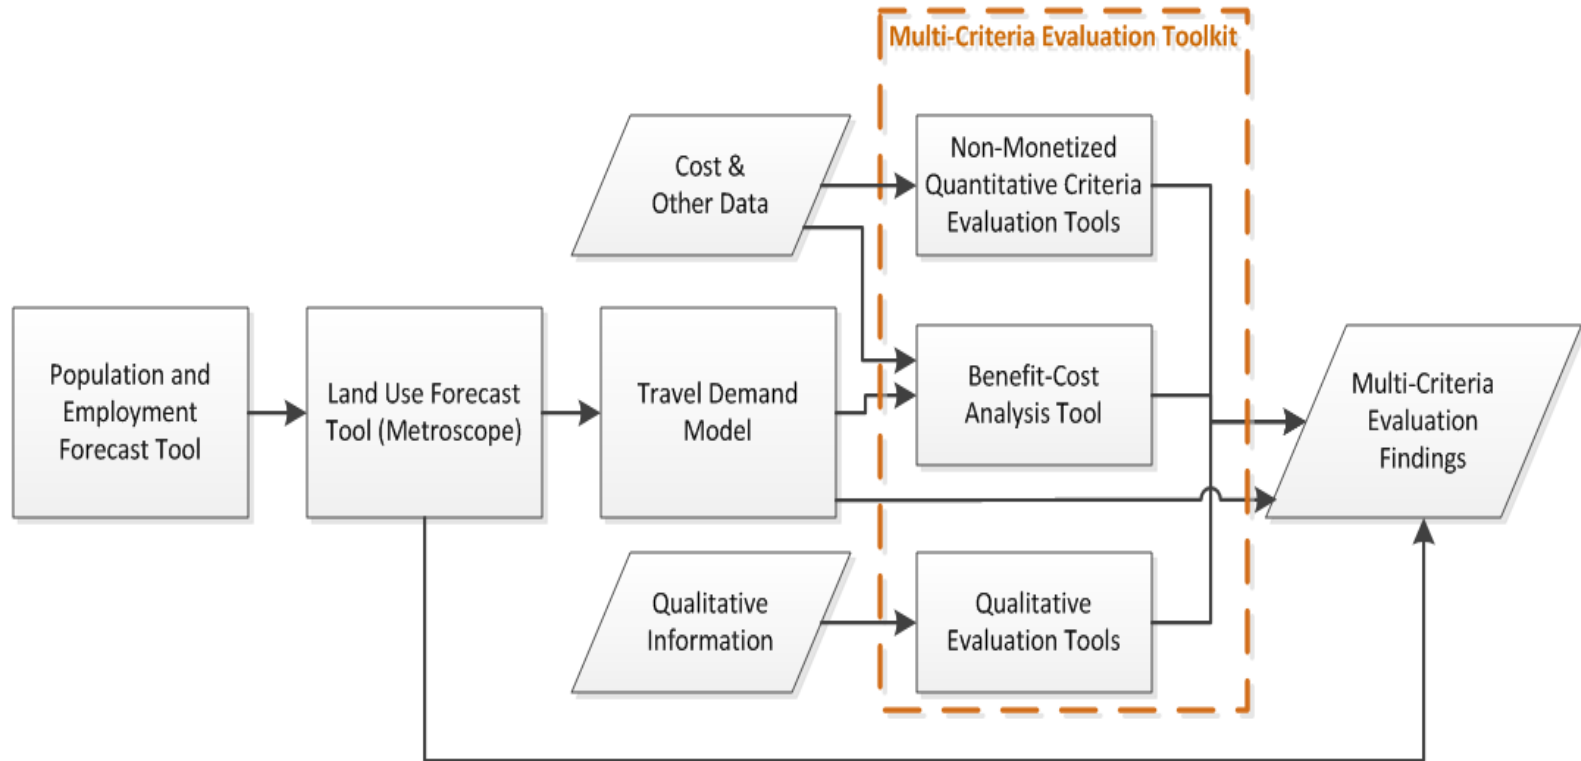 Multi-Criteria Evaluation Toolkit
Cost &
Other Data
Non-Monetized
Quantitative Criteria
Evaluation Tools
Population and
Employment
Forecast Tool
Land Use Forecast
Tool (Metroscope)
Travel Demand
Model
Benefit-Cost
Analysis Tool
Multi-Criteria
Evaluation
Findings
Qualitative
Information
Qualitative
Evaluation Tools